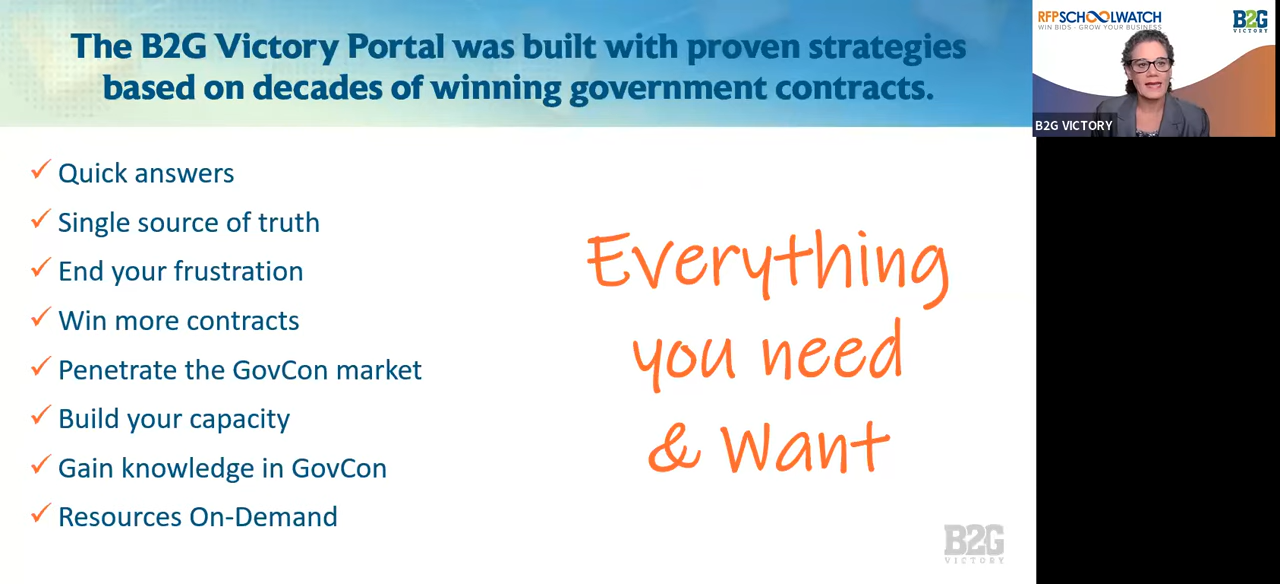 The B2G Victory Portal was built with proven strategies
based on decades of winning government contracts.
✓ Quick answers
✓ Single source of truth
✓ End your frustration
✓ Win more contracts
✓ Penetrate the GovCon market
✓ Build your capacity
✓ Gain knowledge in GovCon
✓ Resources On-Demand
Everything
you need
& Want
B2G
VICTORY
RFPSCHOOLWATCH
WIN BIDS - GROW YOUR BUSINESS
B2G
VICTORY
B2G VICTORY